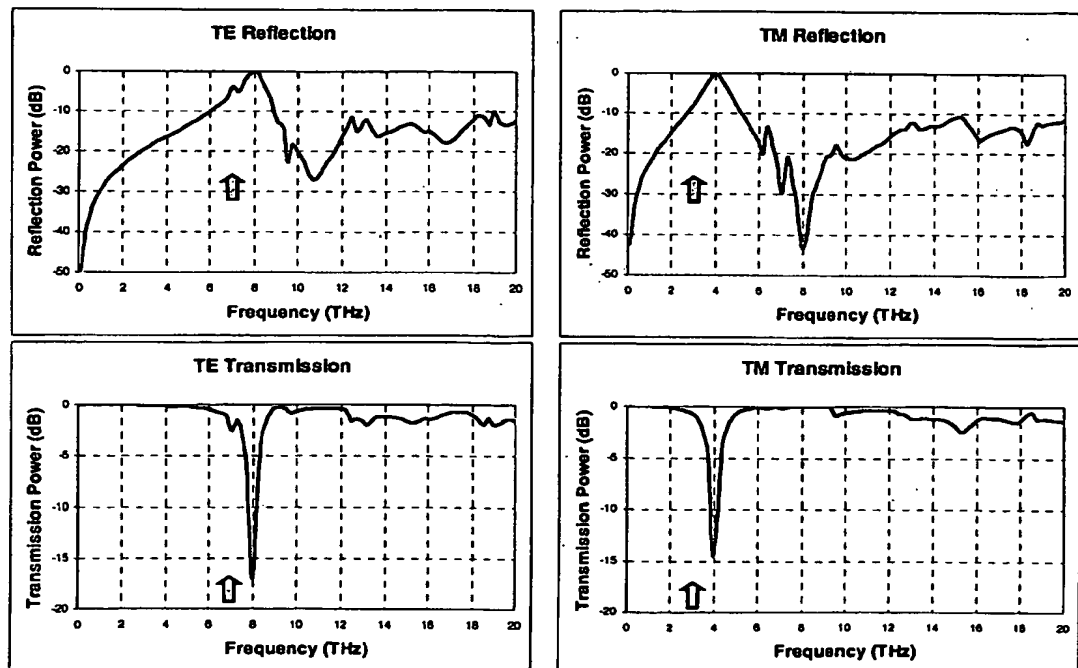 TE Reflection
Reflection Power (dB)
0
-10
-20
-30
-40
-50
0 2 4 6 8 10 12 14 16 18 20
Frequency (THz)
TM Reflection
Reflection Power (dB)
0
-10
-20
-30
-40
-50
0 2 4 6 8 10 12 14 16 18 20
Frequency (THz)
TE Transmission
Transmission Power (dB)
0
-5
-10
-15
-20
0 2 4 6 8 10 12 14 16 18 20
Frequency (THz)
TM Transmission
Transmission Power (dB)
0
-5
-10
-15
-20
0 2 4 6 8 10 12 14 16 18 20
Frequency (THz)